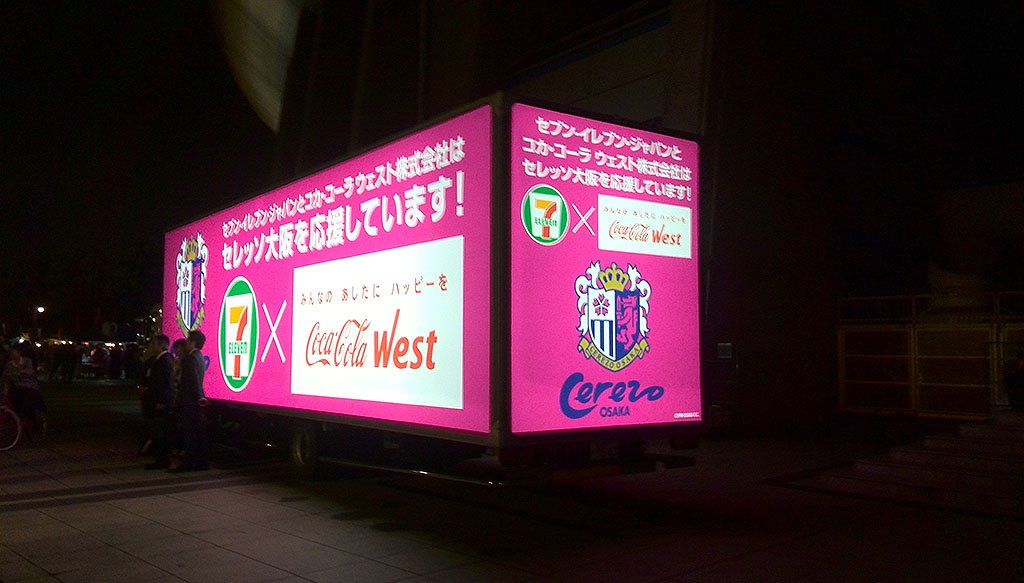 セブン-イレブン・ジャパンとコカ・コーラ ウェスト株式会社は
セレッソ大阪を応援しています!
7
ELEVEN
×
みんなの あしたに ハッピーを
Coca-Cola West
セブン-イレブン・ジャパンと
コカ・コーラ ウェスト株式会社は
セレッソ大阪を応援しています!
7
ELEVEN
×
みんなの あしたに ハッピーを
Coca-Cola West
CEREZO OSAKA
Cerezo
OSAKA